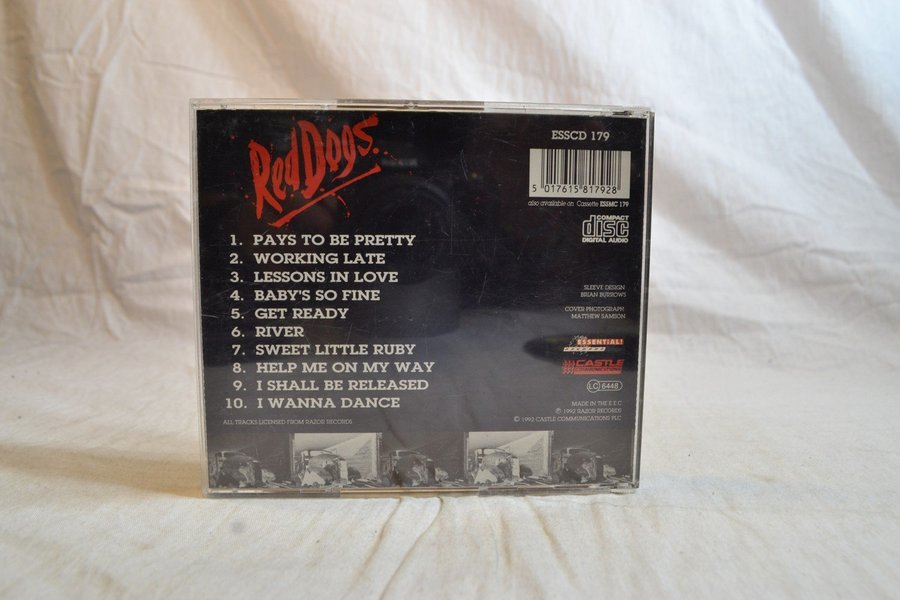 Red Dogs.
1. PAYS TO BE PRETTY
2. WORKING LATE
3. LESSONS IN LOVE
4. BABY'S SO FINE
5. GET READY
6. RIVER
7. SWEET LITTLE RUBY
8. HELP ME ON MY WAY
9. I SHALL BE RELEASED
10. I WANNA DANCE
ALL TRACKS LICENSED FROM RAZOR RECORDS
ESSCD 179
5 017615 817928
also available on Cassette ESSMC 179
COMPACT
disc
DIGITAL AUDIO
SLEEVE DESIGN
BRIAN BURROWS
COVER PHOTOGRAPH
MATTHEW SAMSON
ESSENTIAL!
CASTLE
LC 6448
MADE IN THE E.E.C
℗ 1992 RAZOR RECORDS
© 1992 CASTLE COMMUNICATIONS PLC